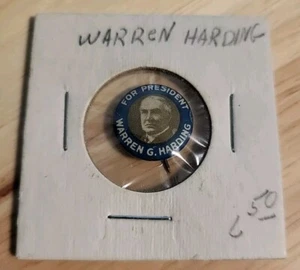 WARREN HARDING
FOR PRESIDENT
WARREN G. HARDING
6 50